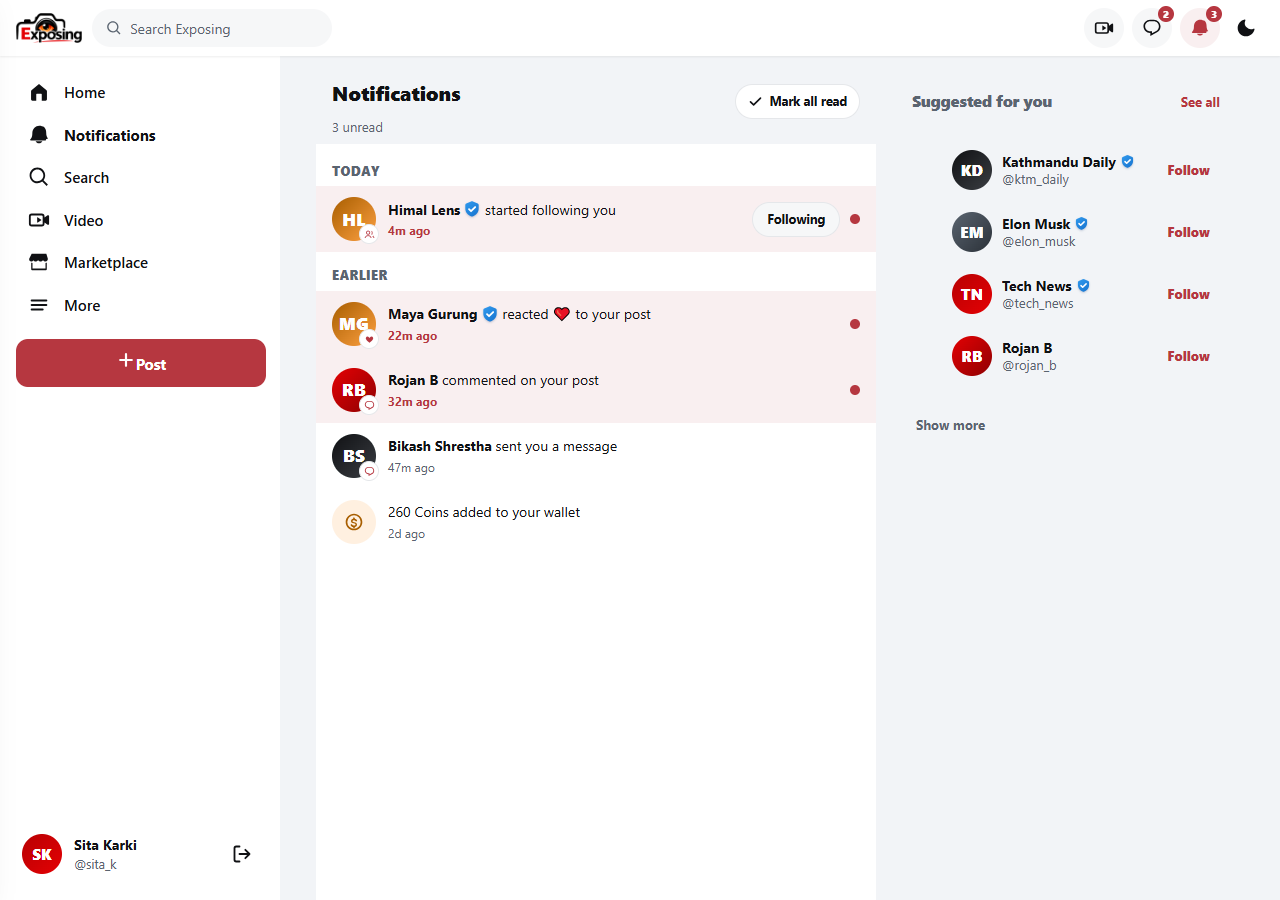 Exposing
Search Exposing
2
3
Home
Notifications
Search
Video
Marketplace
More
+ Post
SK
Sita Karki
@sita_k
Notifications
3 unread
Mark all read
TODAY
HL
Himal Lens started following you
4m ago
Following
EARLIER
MG
Maya Gurung reacted ❤️ to your post
22m ago
RB
Rojan B commented on your post
32m ago
BS
Bikash Shrestha sent you a message
47m ago
260 Coins added to your wallet
2d ago
Suggested for you
See all
KD
Kathmandu Daily
@ktm_daily
Follow
EM
Elon Musk
@elon_musk
Follow
TN
Tech News
@tech_news
Follow
RB
Rojan B
@rojan_b
Follow
Show more